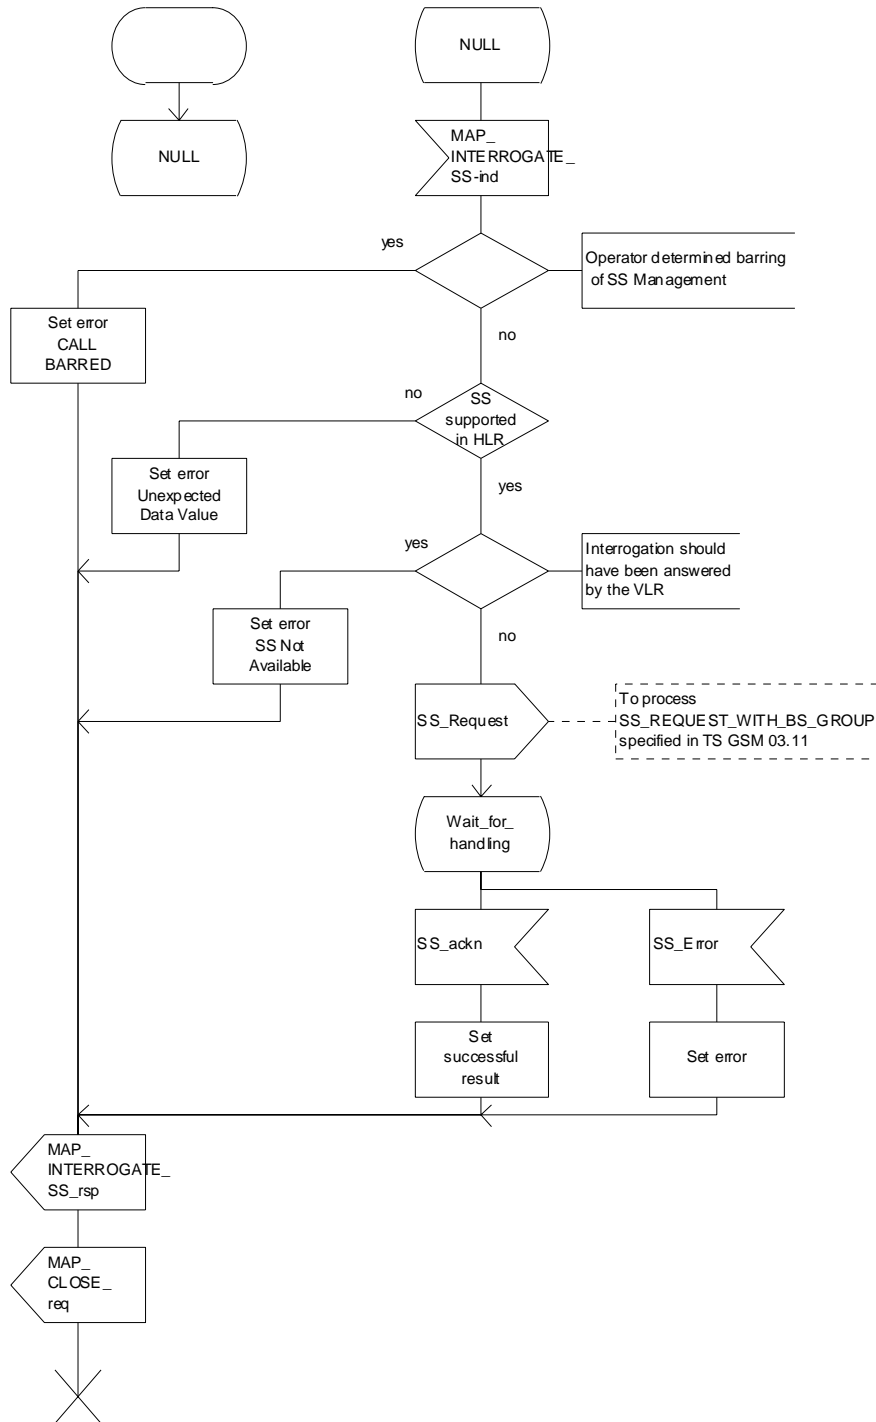 NULL
NULL
MAP_
INTERROGATE_
SS-ind
yes
Operator determined barring
of SS Management
Set error
CALL
BARRED
no
no
SS
supported
in HLR
Set error
Unexpected
Data Value
yes
yes
Interrogation should
have been answered
by the VLR
Set error
SS Not
Available
no
SS_Request
To process
SS_REQUEST_WITH_BS_GROUP
specified in TS GSM 03.11
Wait_for_
handling
SS_ackn
SS_Error
Set
successful
result
Set error
MAP_
INTERROGATE_
SS_rsp
MAP_
CLOSE_
req